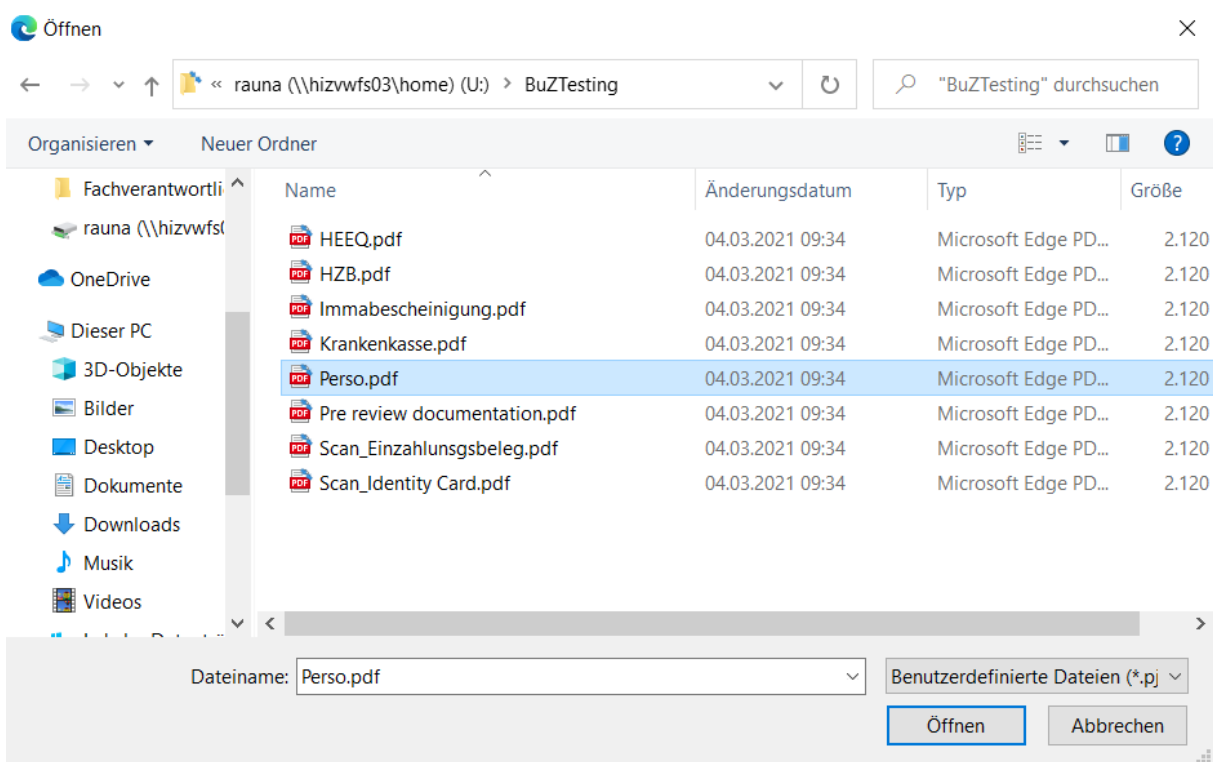 Öffnen
« rauna (\\hizvwfs03\home) (U:) > BuZTesting
"BuZTesting" durchsuchen
Organisieren
Neuer Ordner
Fachverantwortli
rauna (\\hizvwfs(
OneDrive
Dieser PC
3D-Objekte
Bilder
Desktop
Dokumente
Downloads
Musik
Videos
Name Änderungsdatum Typ Größe
HEEQ.pdf 04.03.2021 09:34 Microsoft Edge PD... 2.120
HZB.pdf 04.03.2021 09:34 Microsoft Edge PD... 2.120
Immabescheinigung.pdf 04.03.2021 09:34 Microsoft Edge PD... 2.120
Krankenkasse.pdf 04.03.2021 09:34 Microsoft Edge PD... 2.120
Perso.pdf 04.03.2021 09:34 Microsoft Edge PD... 2.120
Pre review documentation.pdf 04.03.2021 09:34 Microsoft Edge PD... 2.120
Scan_Einzahlunsgsbeleg.pdf 04.03.2021 09:34 Microsoft Edge PD... 2.120
Scan_Identity Card.pdf 04.03.2021 09:34 Microsoft Edge PD... 2.120
Dateiname: Perso.pdf
Benutzerdefinierte Dateien (*.pj
Öffnen
Abbrechen